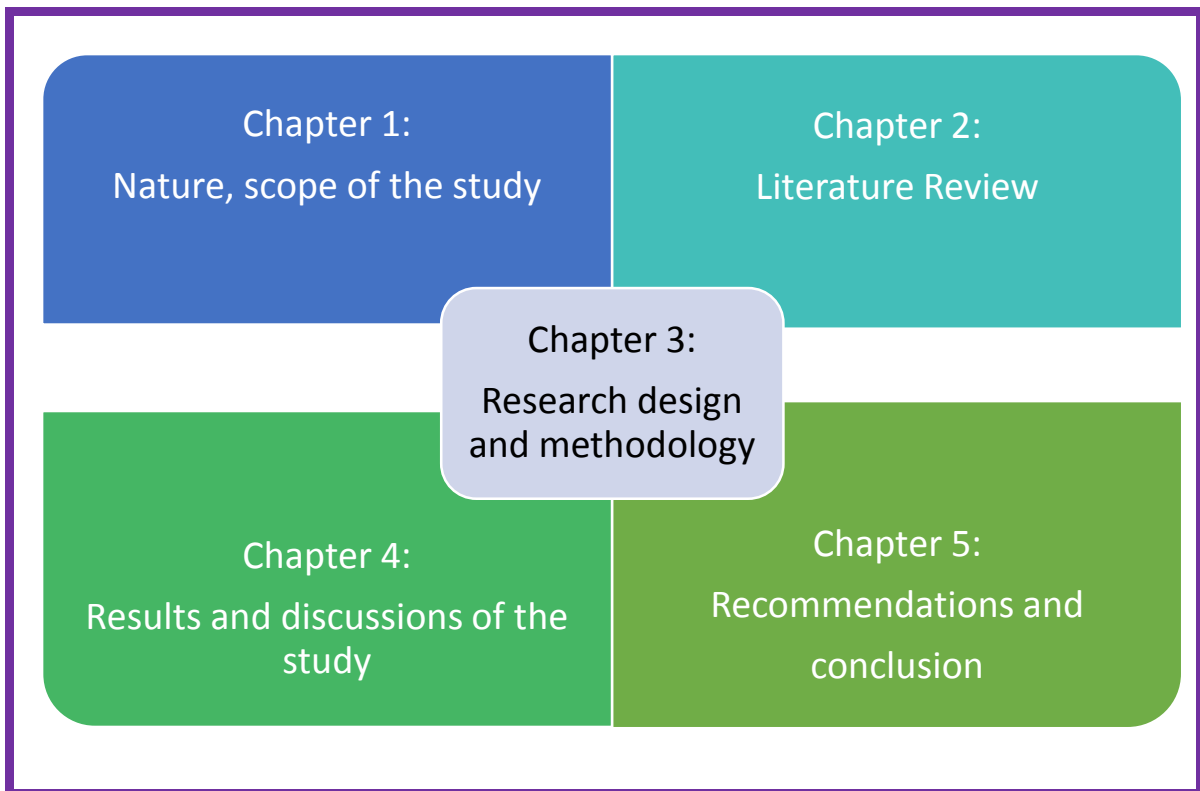 Chapter 1:
Nature, scope of the study
Chapter 2:
Literature Review
Chapter 3:
Research design
and methodology
Chapter 4:
Results and discussions of the
study
Chapter 5:
Recommendations and
conclusion